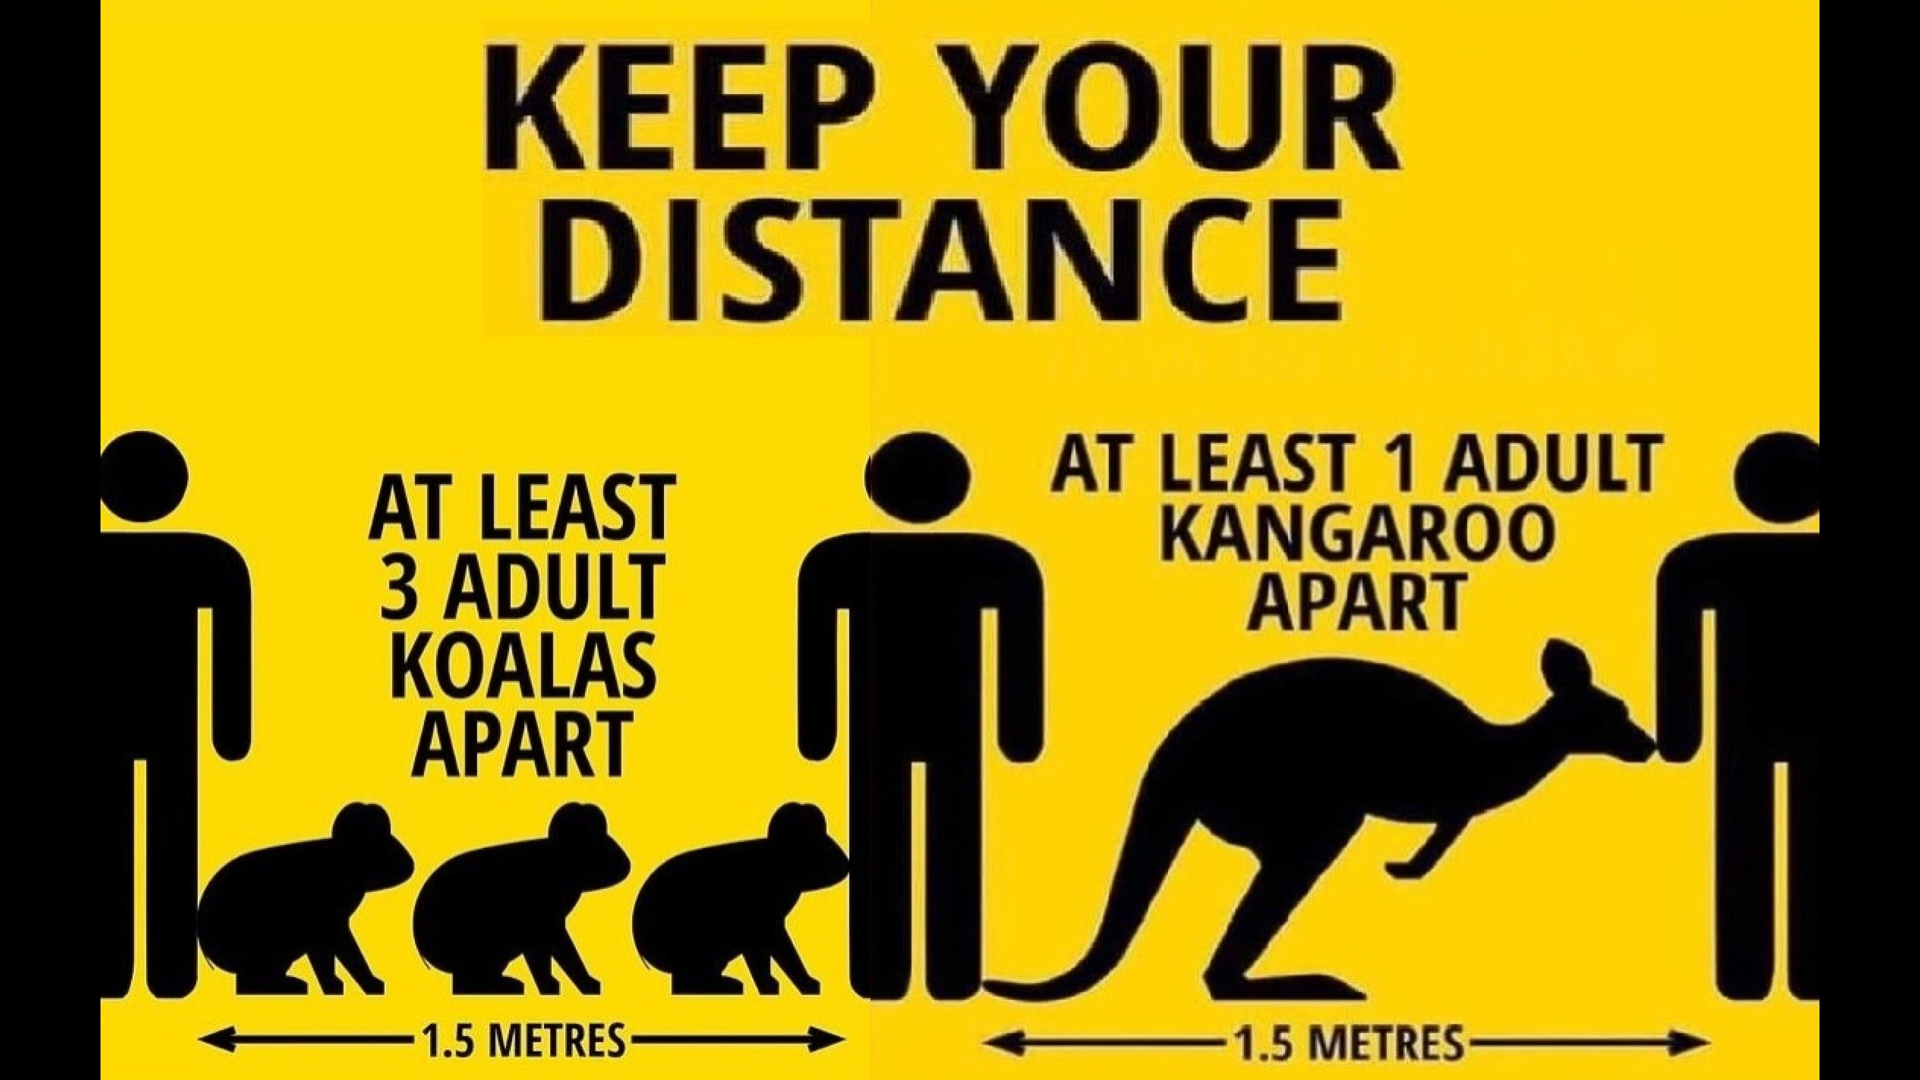 KEEP YOUR
DISTANCE
AT LEAST
3 ADULT
KOALAS
APART
1.5 METRES
AT LEAST 1 ADULT
KANGAROO
APART
1.5 METRES